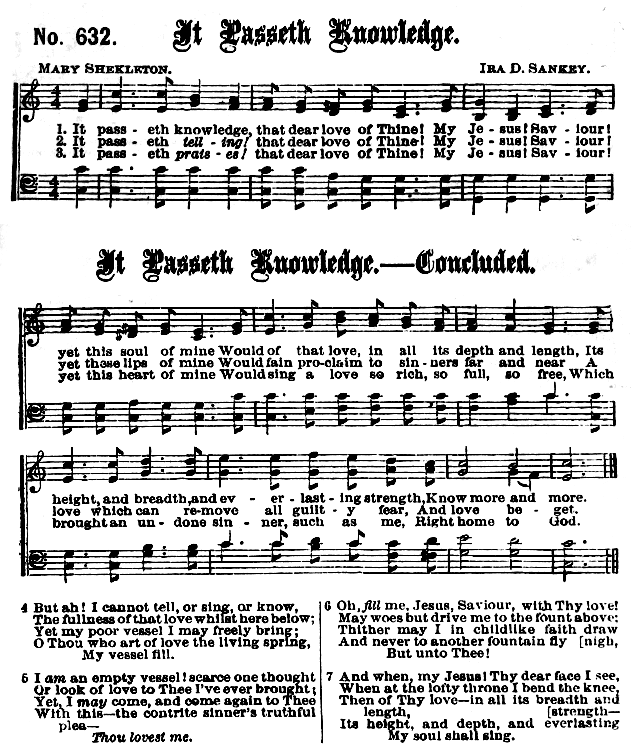 No. 632. It Passeth Knowledge.
MARY SHEKLETON. IRA D. SANKEY.
1. It pass - eth knowledge, that dear love of Thine! My Je - sus! Sav - iour!
2. It pass - eth tell - ing! that dear love of Thine! My Je - sus! Sav - iour!
3. It pass - eth prais - es! that dear love of Thine! My Je - sus! Sav - iour!
It Passeth Knowledge.—Concluded.
yet this soul of mine Would of that love, in all its depth and length, Its
yet these lips of mine Would fain pro-claim to sin - ners far and near A
yet this heart of mine Would sing a love so rich, so full, so free, Which
height, and breadth, and ev - er - last - ing strength, Know more and more.
love which can re-move all guilt - y fear, And love be - get.
brought an un - done sin - ner, such as me, Right home to God.
4 But ah! I cannot tell, or sing, or know,
The fullness of that love whilst here below;
Yet my poor vessel I may freely bring;
O Thou who art of love the living spring,
My vessel fill.
5 I am an empty vessel! scarce one thought
Or look of love to Thee I've ever brought;
Yet, I may come, and come again to Thee
With this—the contrite sinner's truthful
plea—
Thou lovest me.
6 Oh, fill me, Jesus, Saviour, with Thy love!
May woes but drive me to the fount above;
Thither may I in childlike faith draw
And never to another fountain fly [nigh,
But unto Thee!
7 And when, my Jesus! Thy dear face I see,
When at the lofty throne I bend the knee,
Then of Thy love—in all its breadth and
length, [strength—
Its height, and depth, and everlasting
My soul shall sing.